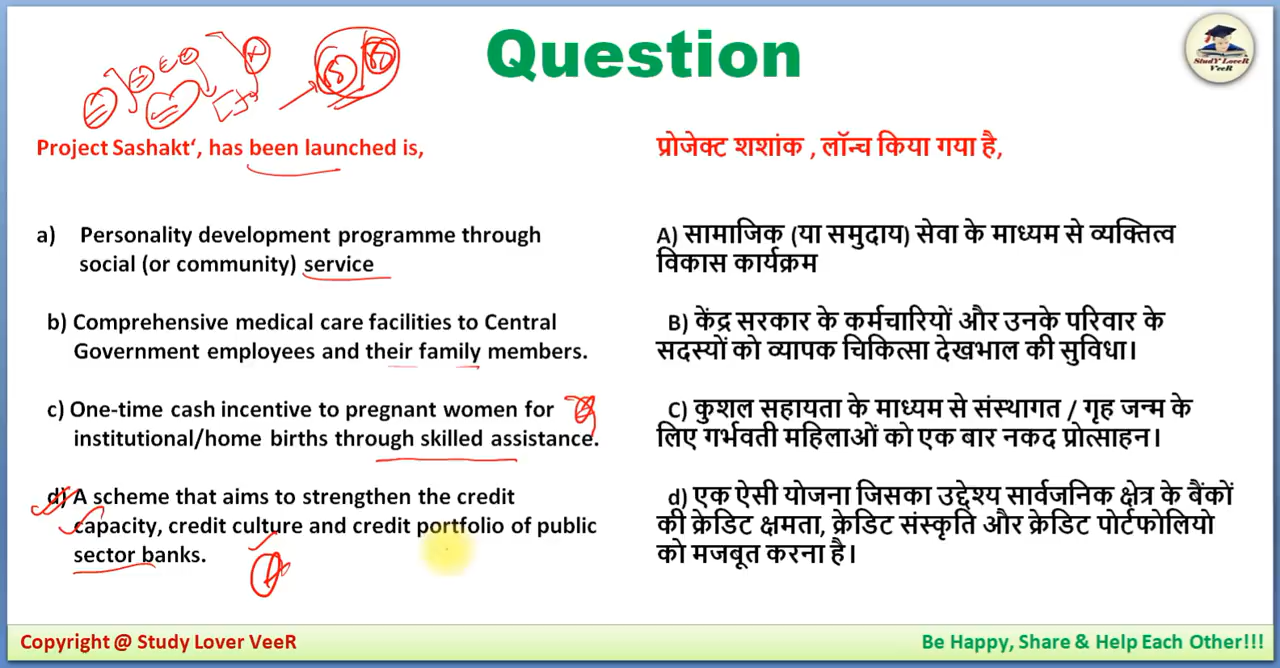 Question
StudY LoveR
VeeR
Project Sashakt‘, has been launched is,
a) Personality development programme through
social (or community) service
b) Comprehensive medical care facilities to Central
Government employees and their family members.
c) One-time cash incentive to pregnant women for
institutional/home births through skilled assistance.
d) A scheme that aims to strengthen the credit
capacity, credit culture and credit portfolio of public
sector banks.
प्रोजेक्ट शशांक , लॉन्च किया गया है,
A) सामाजिक (या समुदाय) सेवा के माध्यम से व्यक्तित्व
विकास कार्यक्रम
B) केंद्र सरकार के कर्मचारियों और उनके परिवार के
सदस्यों को व्यापक चिकित्सा देखभाल की सुविधा।
C) कुशल सहायता के माध्यम से संस्थागत / गृह जन्म के
लिए गर्भवती महिलाओं को एक बार नकद प्रोत्साहन।
d) एक ऐसी योजना जिसका उद्देश्य सार्वजनिक क्षेत्र के बैंकों
की क्रेडिट क्षमता, क्रेडिट संस्कृति और क्रेडिट पोर्टफोलियो
को मजबूत करना है।
Copyright @ Study Lover VeeR
Be Happy, Share & Help Each Other!!!